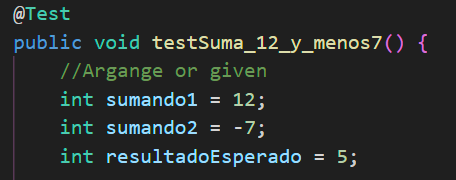 @Test
public void testSuma_12_y_menos7() {
//Argange or given
int sumando1 = 12;
int sumando2 = -7;
int resultadoEsperado = 5;